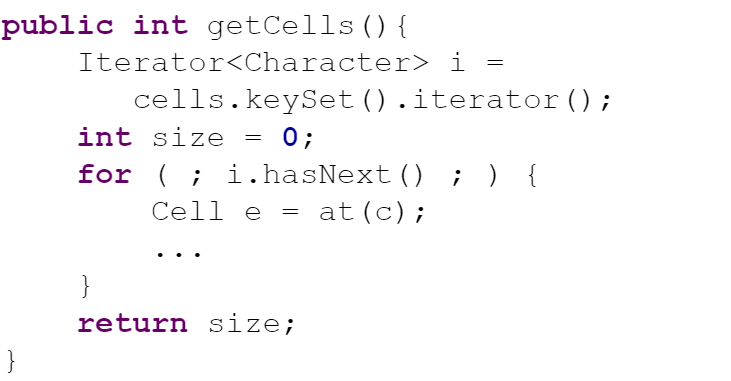 public int getCells(){
Iterator<Character> i =
cells.keySet().iterator();
int size = 0;
for ( ; i.hasNext() ; ) {
Cell e = at(c);
...
}
return size;
}